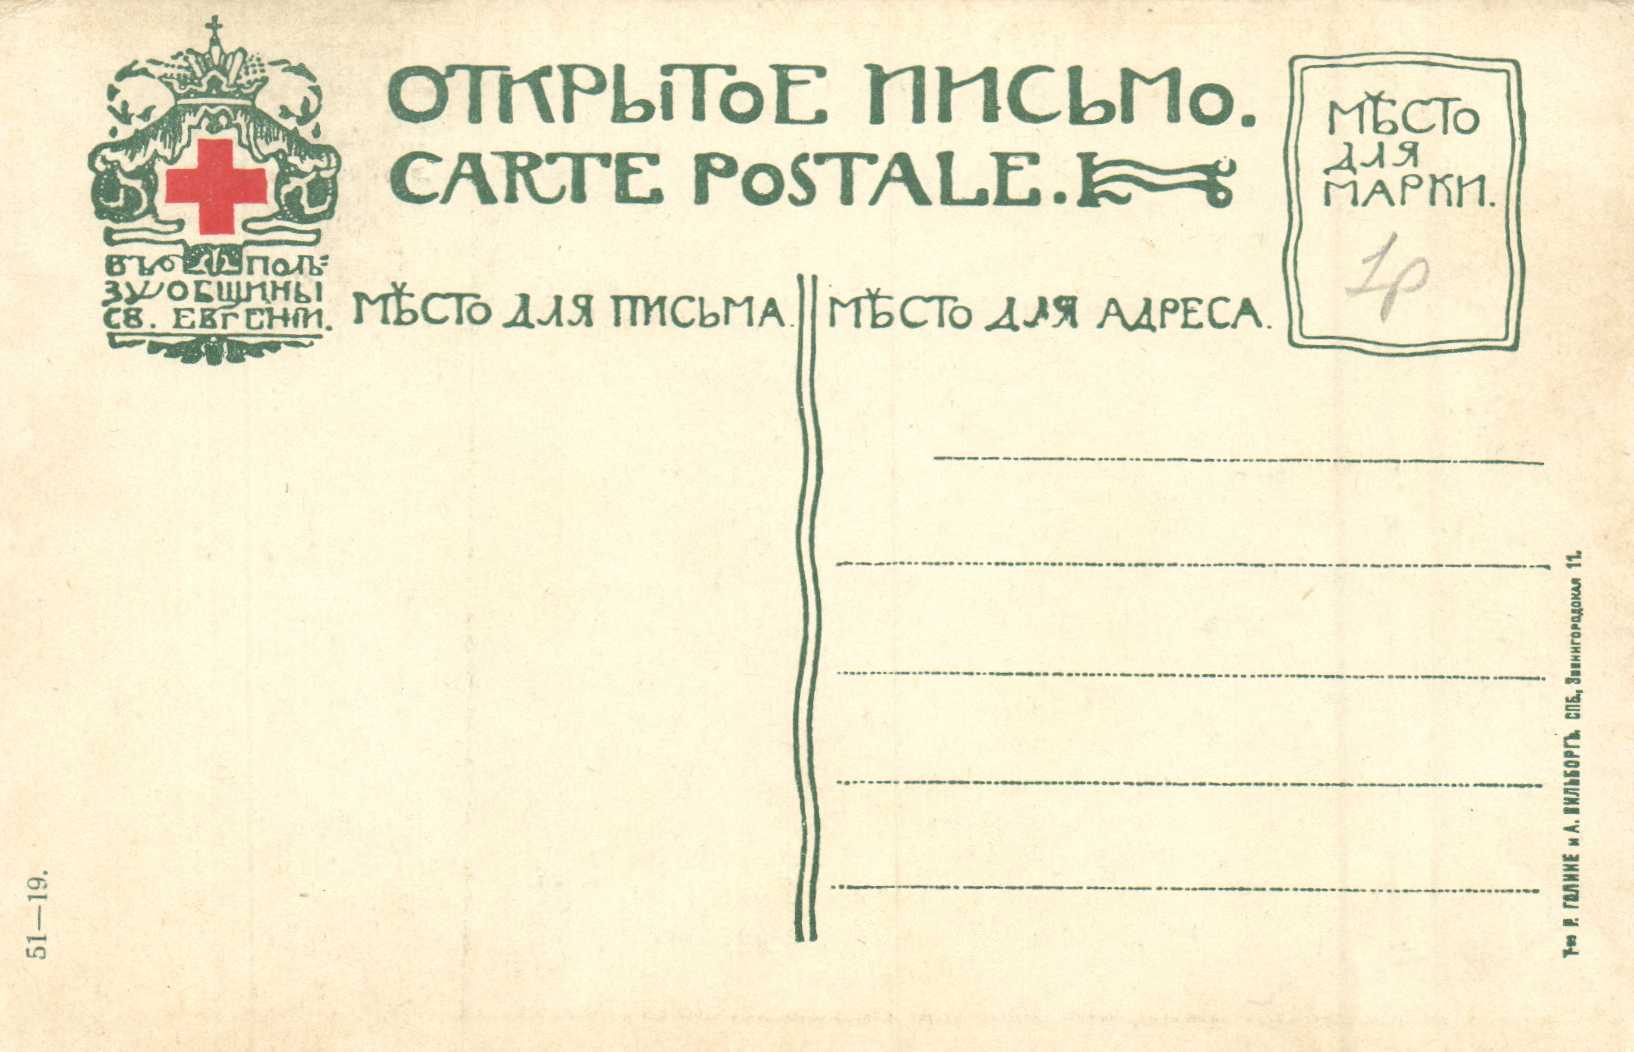 ОТКРЫТОЕ ПИСЬМО.
CARTE POSTALE.
МѢСТО
ДЛЯ
МАРКИ.
1р
ВЪ ПОЛЬ=
ЗУ ОБЩИНЫ
СВ. ЕВГЕНІИ.
МѢСТО ДЛЯ ПИСЬМА.
МѢСТО ДЛЯ АДРЕСА.
51—19.
Т-во Р. ГОЛИКЕ и А. ВИЛЬБОРГЪ. СПБ., Звенигородская 11.